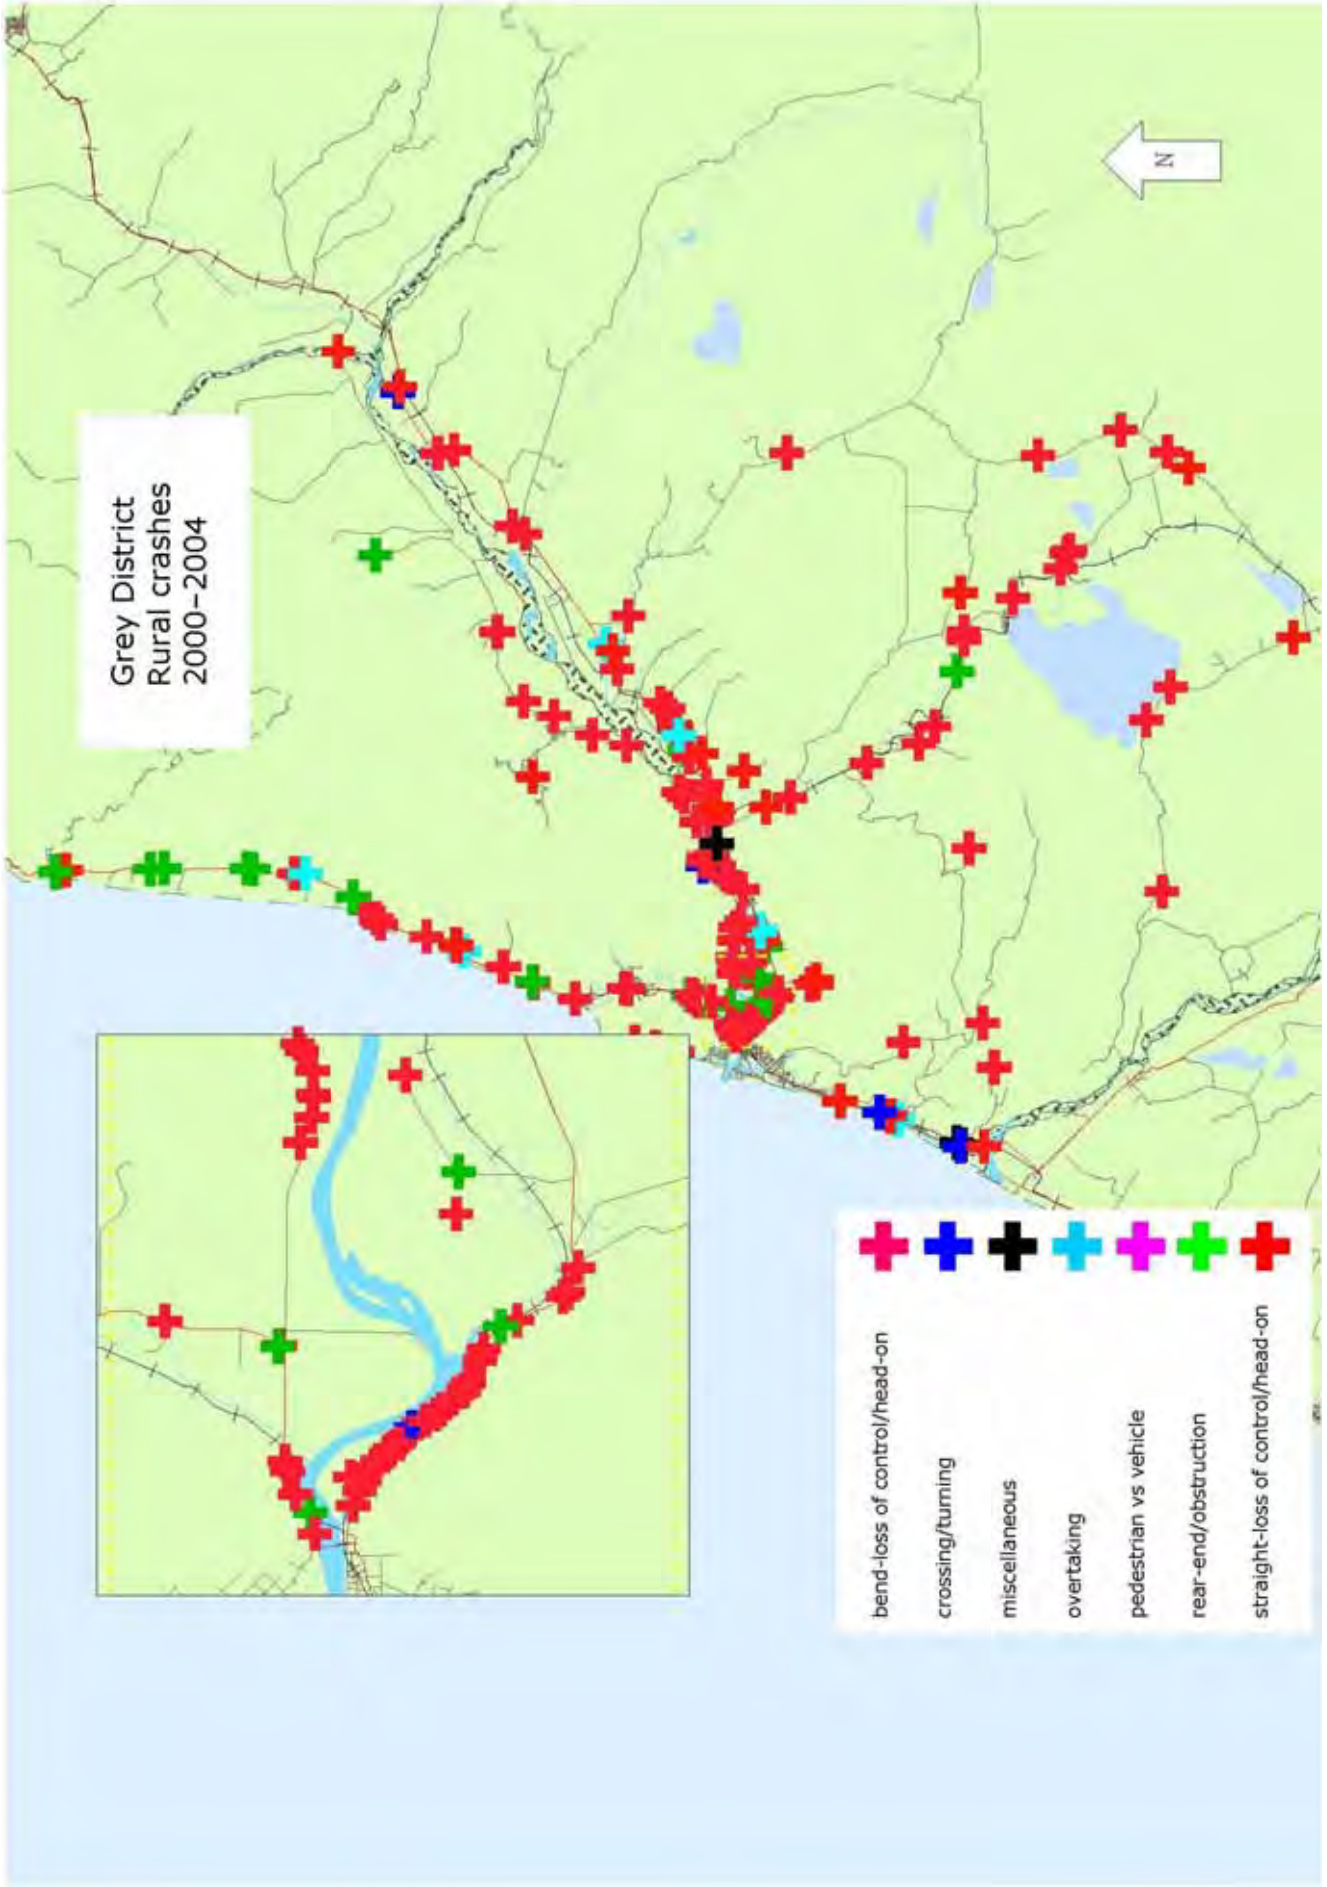 Grey District
Rural crashes
2000–2004
N
bend-loss of control/head-on
crossing/turning
miscellaneous
overtaking
pedestrian vs vehicle
rear-end/obstruction
straight-loss of control/head-on